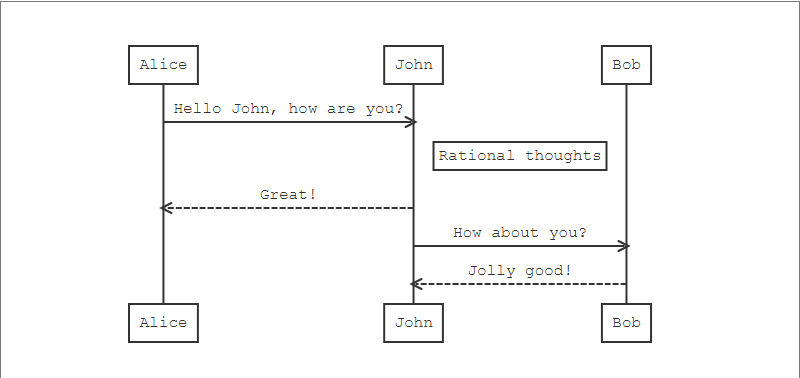 Alice
John
Bob
Hello John, how are you?
Rational thoughts
Great!
How about you?
Jolly good!
Alice
John
Bob